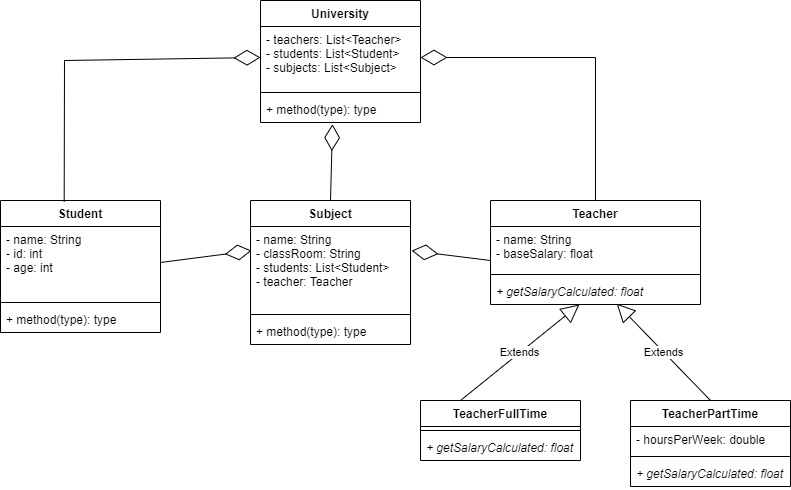 University
- teachers: List<Teacher>
- students: List<Student>
- subjects: List<Subject>
+ method(type): type
Student
- name: String
- id: int
- age: int
+ method(type): type
Subject
- name: String
- classRoom: String
- students: List<Student>
- teacher: Teacher
+ method(type): type
Teacher
- name: String
- baseSalary: float
+ getSalaryCalculated: float
Extends
Extends
TeacherFullTime
+ getSalaryCalculated: float
TeacherPartTime
- hoursPerWeek: double
+ getSalaryCalculated: float